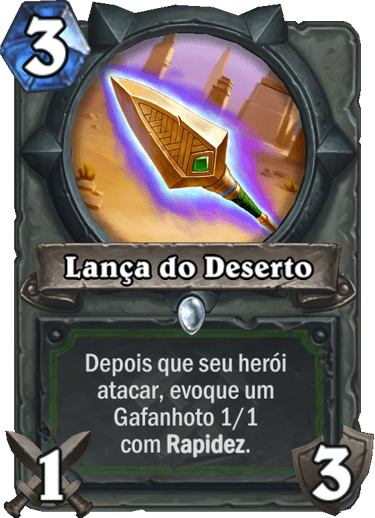 3
Lança do Deserto
Depois que seu herói
atacar, evoque um
Gafanhoto 1/1
com Rapidez.
1
3